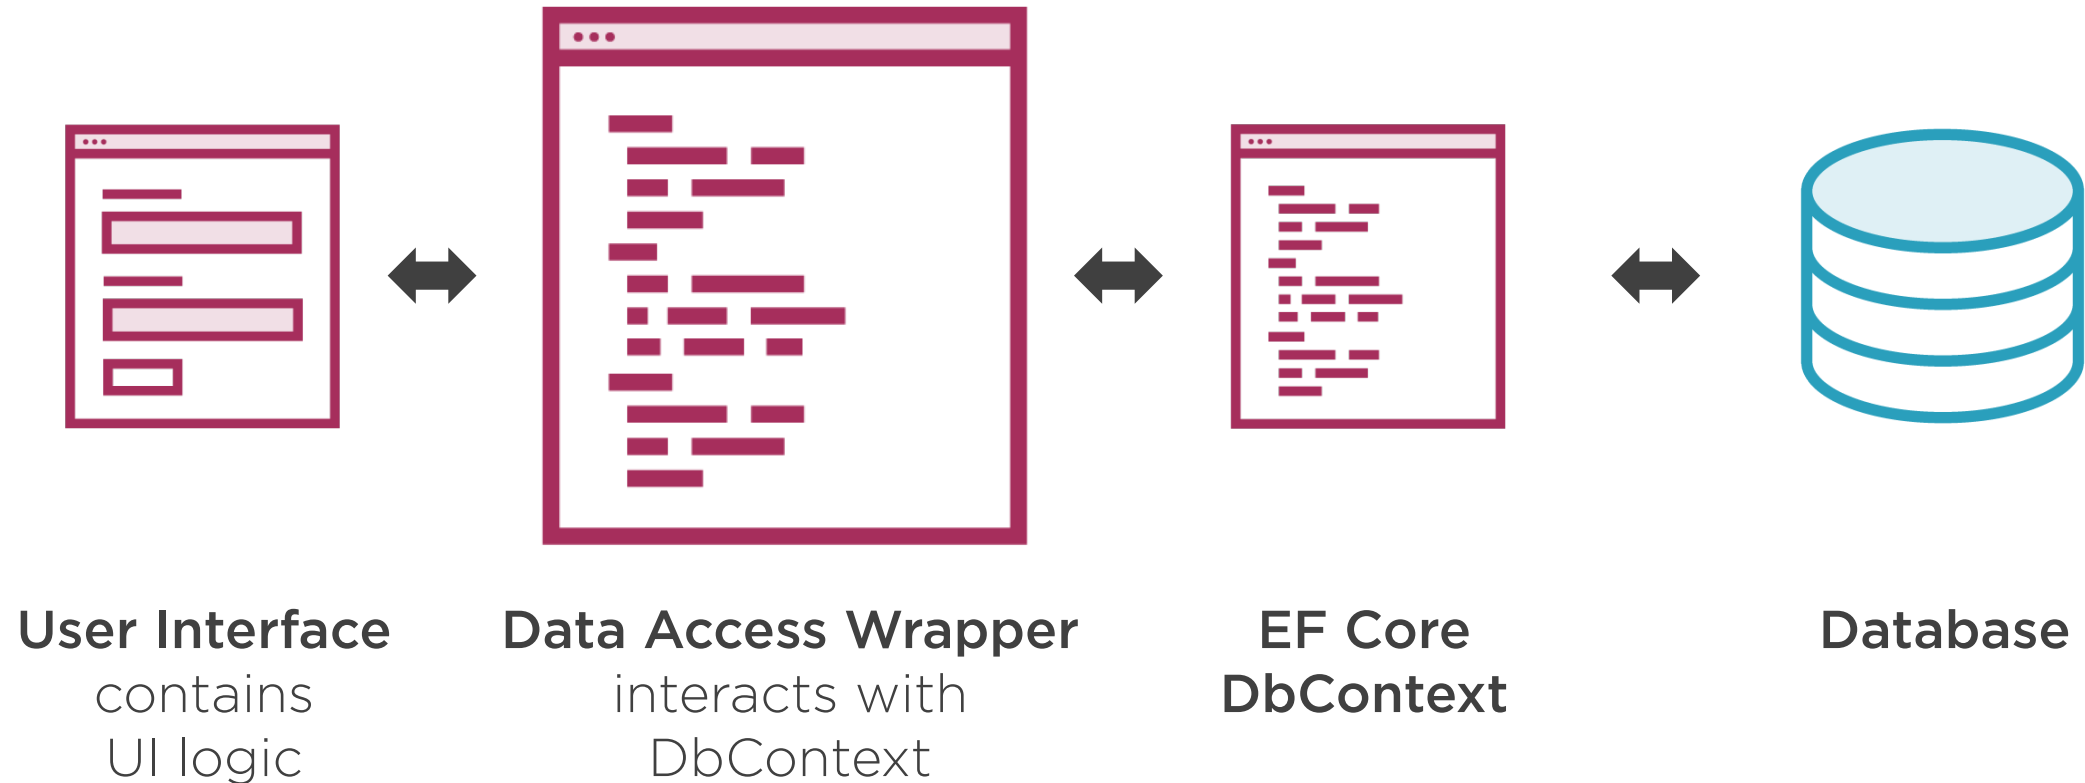 User Interface
contains
UI logic
Data Access Wrapper
interacts with
DbContext
EF Core
DbContext
Database